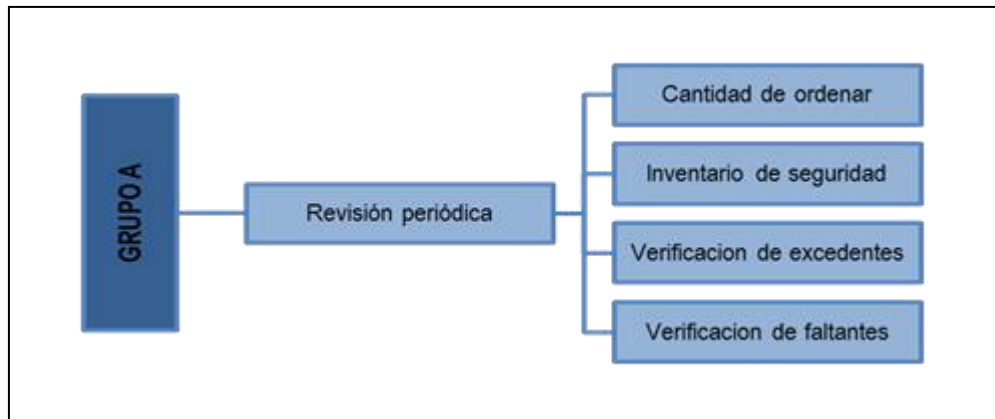 GRUPO A
Revisión periódica
Cantidad de ordenar
Inventario de seguridad
Verificacion de excedentes
Verificacion de faltantes